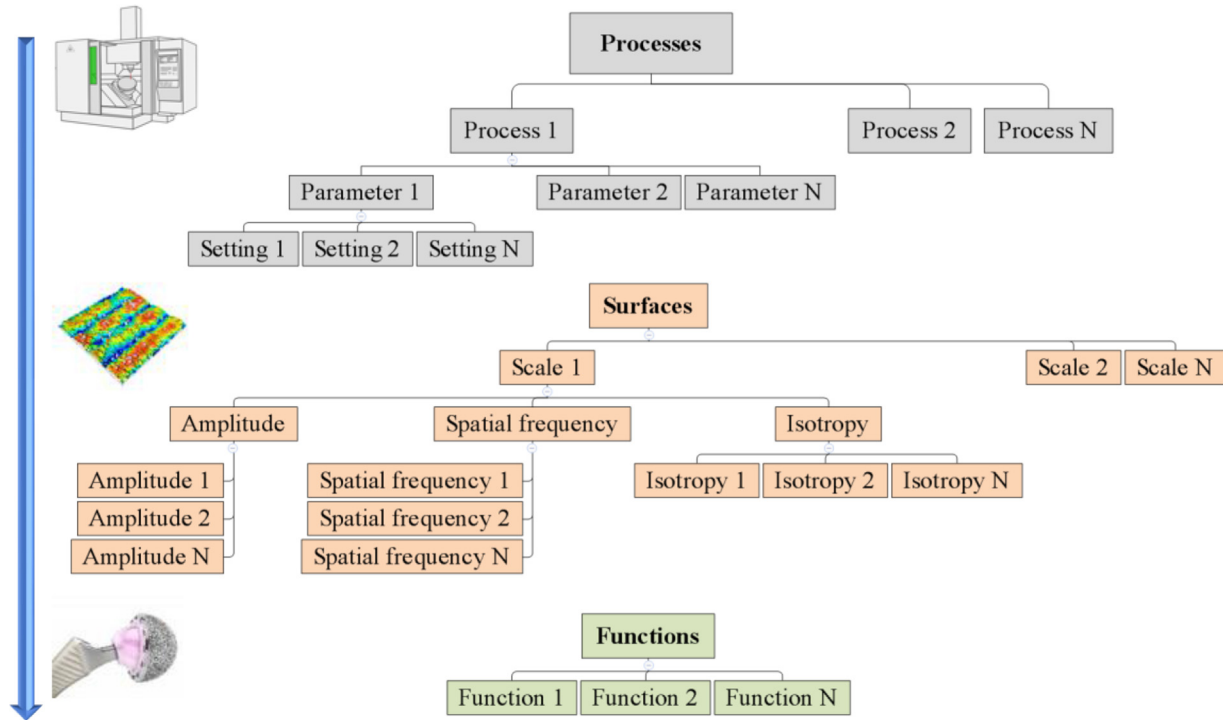 Processes
Process 1 Process 2 Process N
Parameter 1 Parameter 2 Parameter N
Setting 1 Setting 2 Setting N
Surfaces
Scale 1 Scale 2 Scale N
Amplitude Spatial frequency Isotropy
Amplitude 1 Spatial frequency 1 Isotropy 1 Isotropy 2 Isotropy N
Amplitude 2 Spatial frequency 2
Amplitude N Spatial frequency N
Functions
Function 1 Function 2 Function N